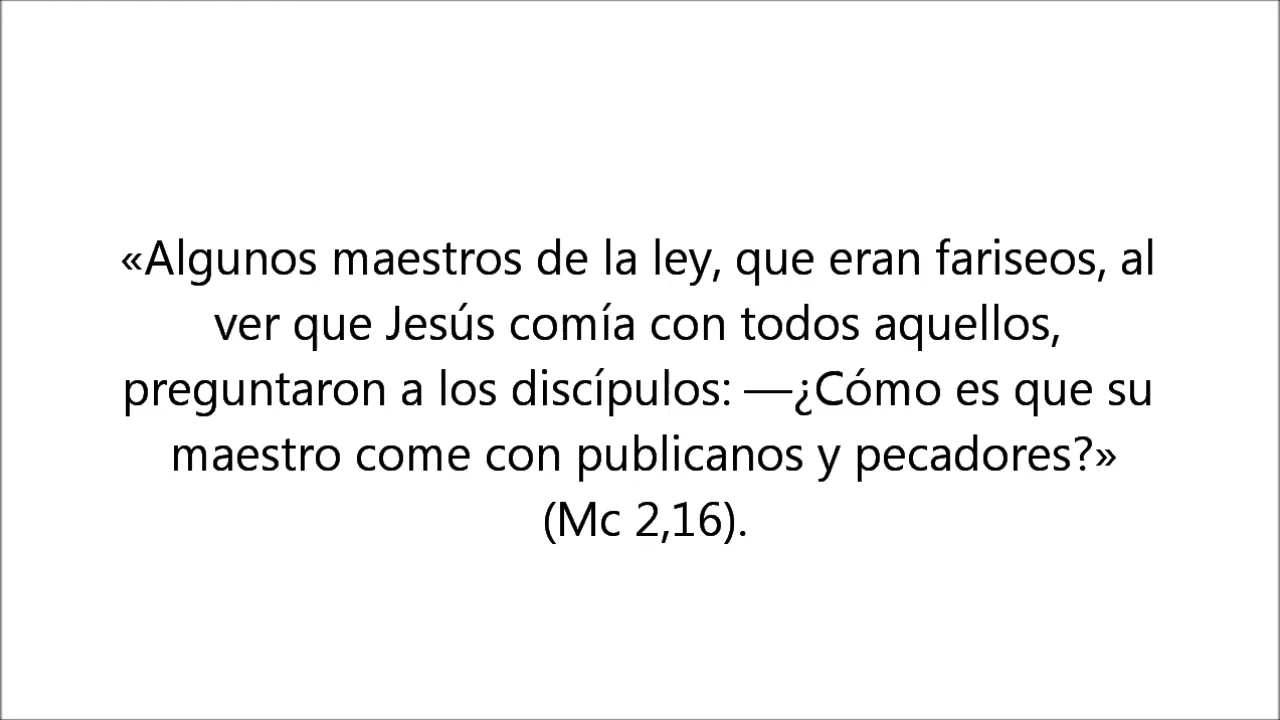 «Algunos maestros de la ley, que eran fariseos, al
ver que Jesús comía con todos aquellos,
preguntaron a los discípulos: —¿Cómo es que su
maestro come con publicanos y pecadores?»
(Mc 2,16).